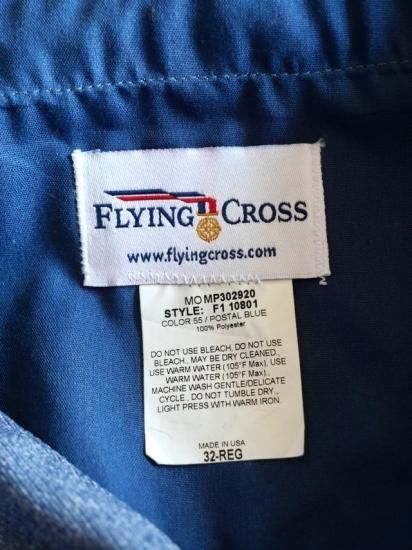 FLYING CROSS
www.flyingcross.com
MO MP302920
STYLE: F1 10801
COLOR 55 / POSTAL BLUE
100% Polyester
DO NOT USE BLEACH, DO NOT USE
BLEACH., MAY BE DRY CLEANED.,
USE WARM WATER (105°F Max), USE
WARM WATER (105°F Max).,
MACHINE WASH GENTLE/DELICATE
CYCLE., DO NOT TUMBLE DRY.,
LIGHT PRESS WITH WARM IRON.
MADE IN USA
32-REG